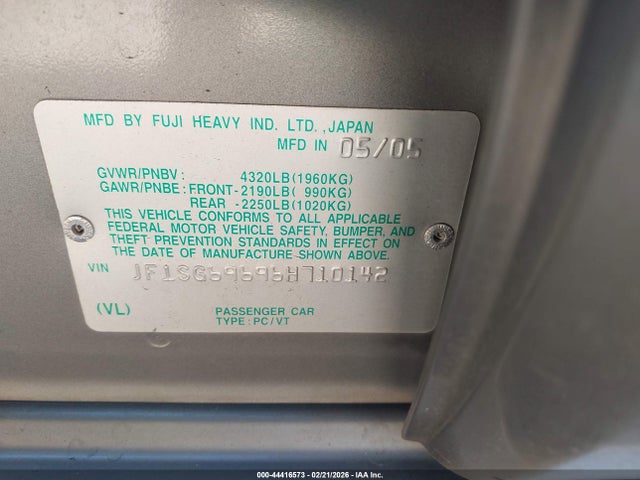 MFD BY FUJI HEAVY IND. LTD., JAPAN
MFD IN 05/05
GVWR/PNBV : 4320LB(1960KG)
GAWR/PNBE: FRONT-2190LB( 990KG)
REAR -2250LB(1020KG)
THIS VEHICLE CONFORMS TO ALL APPLICABLE
FEDERAL MOTOR VEHICLE SAFETY, BUMPER, AND
THEFT PREVENTION STANDARDS IN EFFECT ON
THE DATE OF MANUFACTURE SHOWN ABOVE.
VIN JF1SG69696H710142
(VL) PASSENGER CAR
TYPE: PC/VT
000-44416573 - 02/21/2026 - IAA Inc.